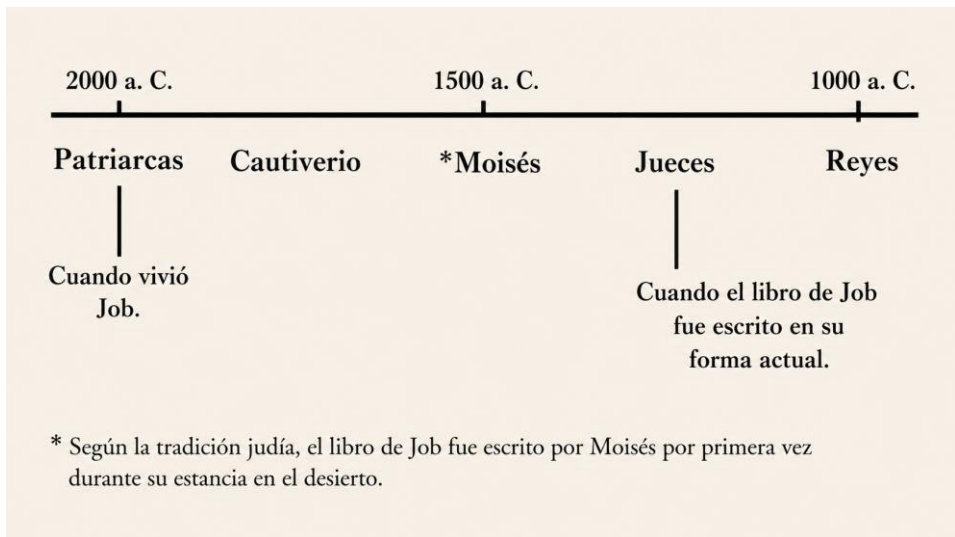 2000 a. C. 1500 a. C. 1000 a. C.
Patriarcas Cautiverio *Moisés Jueces Reyes
Cuando vivió
Job.
Cuando el libro de Job
fue escrito en su
forma actual.
* Según la tradición judía, el libro de Job fue escrito por Moisés por primera vez
durante su estancia en el desierto.